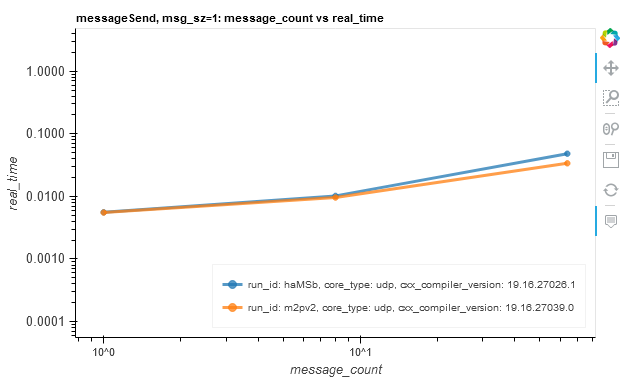 messageSend, msg_sz=1: message_count vs real_time
1.0000
0.1000
0.0100
0.0010
0.0001
real_time
run_id: haMSb, core_type: udp, cxx_compiler_version: 19.16.27026.1
run_id: m2pv2, core_type: udp, cxx_compiler_version: 19.16.27039.0
10^0
10^1
message_count